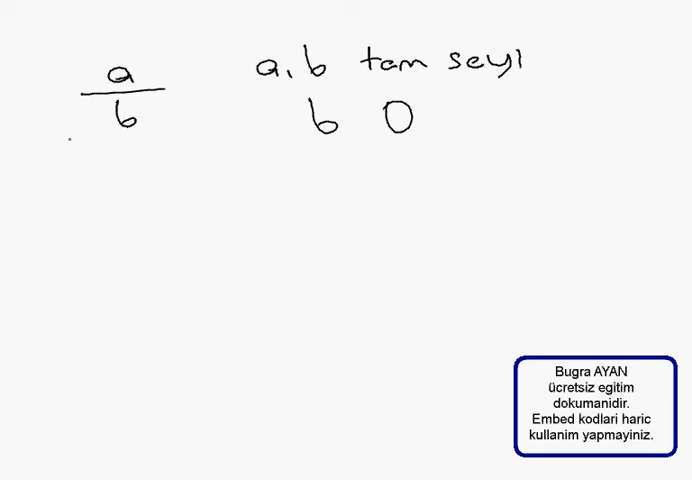 a a, b tam seyı
b b 0
Bugra AYAN
ücretsiz egitim
dokumanidir.
Embed kodlari haric
kullanim yapmayiniz.